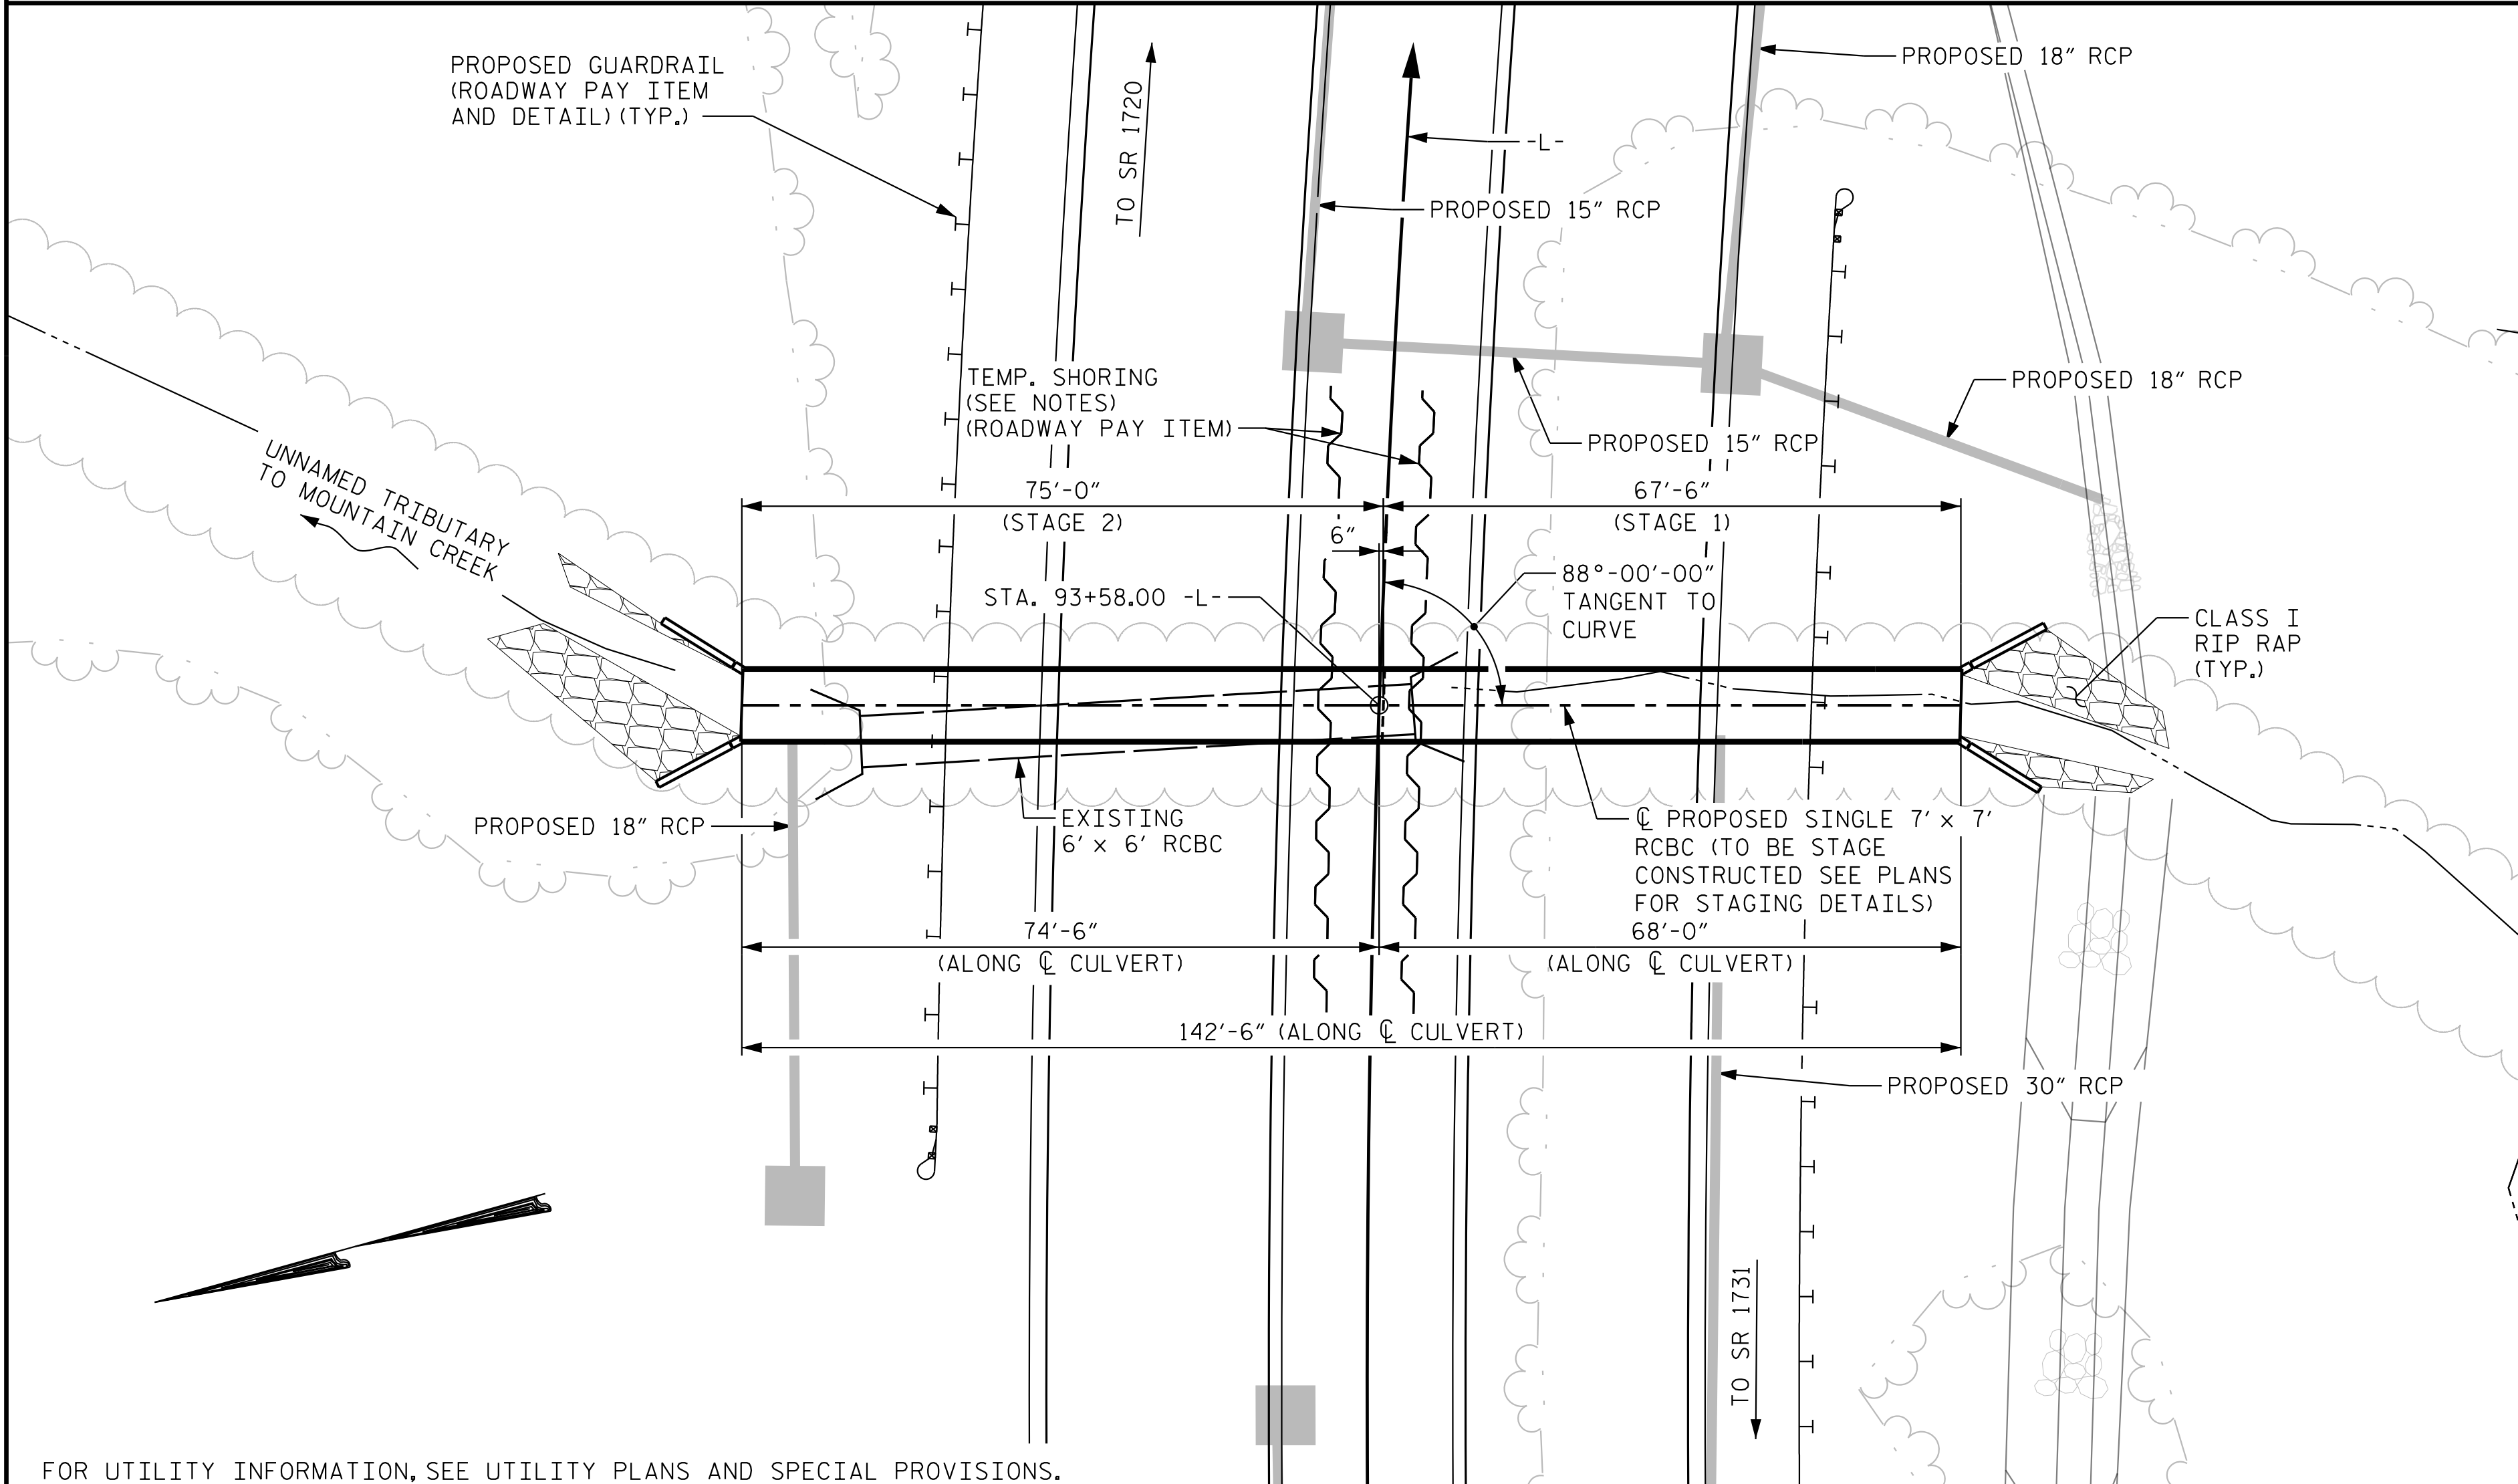 PROPOSED GUARDRAIL
(ROADWAY PAY ITEM
AND DETAIL) (TYP.)
TO SR 1720
-L-
PROPOSED 18" RCP
PROPOSED 15" RCP
TEMP. SHORING
(SEE NOTES)
(ROADWAY PAY ITEM)
PROPOSED 18" RCP
PROPOSED 15" RCP
UNNAMED TRIBUTARY
TO MOUNTAIN CREEK
75'-0"
(STAGE 2)
67'-6"
(STAGE 1)
6"
STA. 93+58.00 -L-
88°-00'-00"
TANGENT TO
CURVE
CLASS I
RIP RAP
(TYP.)
PROPOSED 18" RCP
EXISTING
6' x 6' RCBC
℄ PROPOSED SINGLE 7' x 7'
RCBC (TO BE STAGE
CONSTRUCTED SEE PLANS
FOR STAGING DETAILS)
74'-6"
(ALONG ℄ CULVERT)
68'-0"
(ALONG ℄ CULVERT)
142'-6" (ALONG ℄ CULVERT)
PROPOSED 30" RCP
TO SR 1731
FOR UTILITY INFORMATION, SEE UTILITY PLANS AND SPECIAL PROVISIONS.